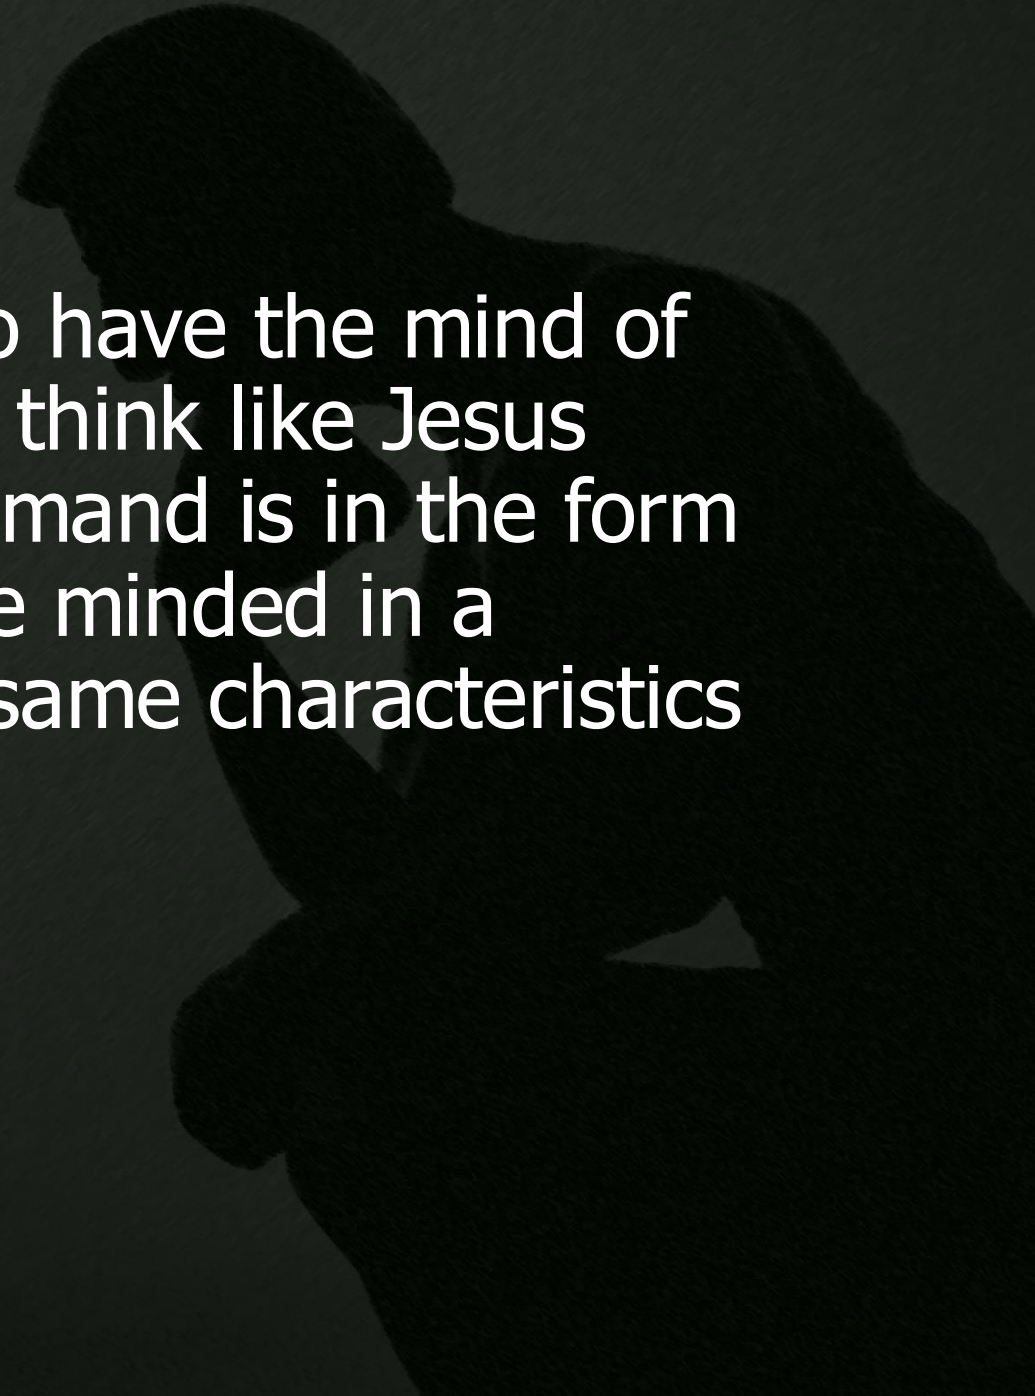 have the mind of
think like Jesus
mand is in the form
minded in a
same characteristics